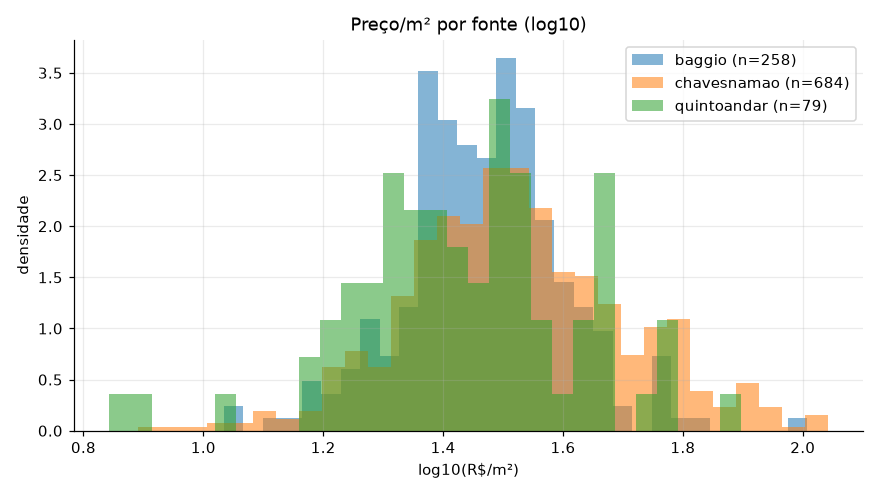 Preço/m² por fonte (log10)
baggio (n=258)
chavesnamao (n=684)
quintoandar (n=79)
densidade
3.5
3.0
2.5
2.0
1.5
1.0
0.5
0.0
0.8
1.0
1.2
1.4
1.6
1.8
2.0
log10(R$/m²)